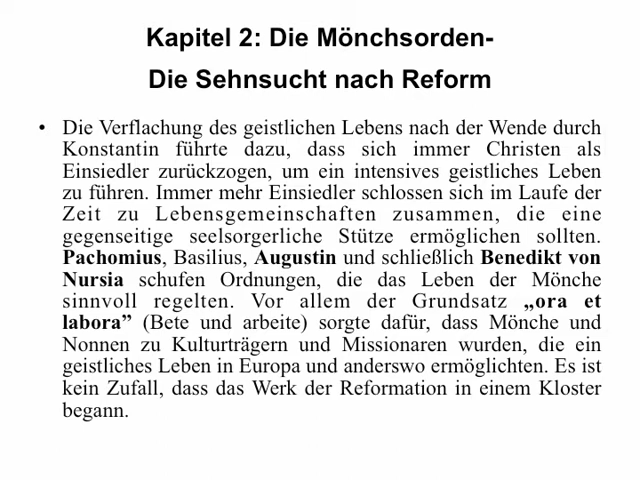 Kapitel 2: Die Mönchsorden-
Die Sehnsucht nach Reform
• Die Verflachung des geistlichen Lebens nach der Wende durch
Konstantin führte dazu, dass sich immer Christen als
Einsiedler zurückzogen, um ein intensives geistliches Leben
zu führen. Immer mehr Einsiedler schlossen sich im Laufe der
Zeit zu Lebensgemeinschaften zusammen, die eine
gegenseitige seelsorgerliche Stütze ermöglichen sollten.
Pachomius, Basilius, Augustin und schließlich Benedikt von
Nursia schufen Ordnungen, die das Leben der Mönche
sinnvoll regelten. Vor allem der Grundsatz „ora et
labora” (Bete und arbeite) sorgte dafür, dass Mönche und
Nonnen zu Kulturträgern und Missionaren wurden, die ein
geistliches Leben in Europa und anderswo ermöglichten. Es ist
kein Zufall, dass das Werk der Reformation in einem Kloster
begann.